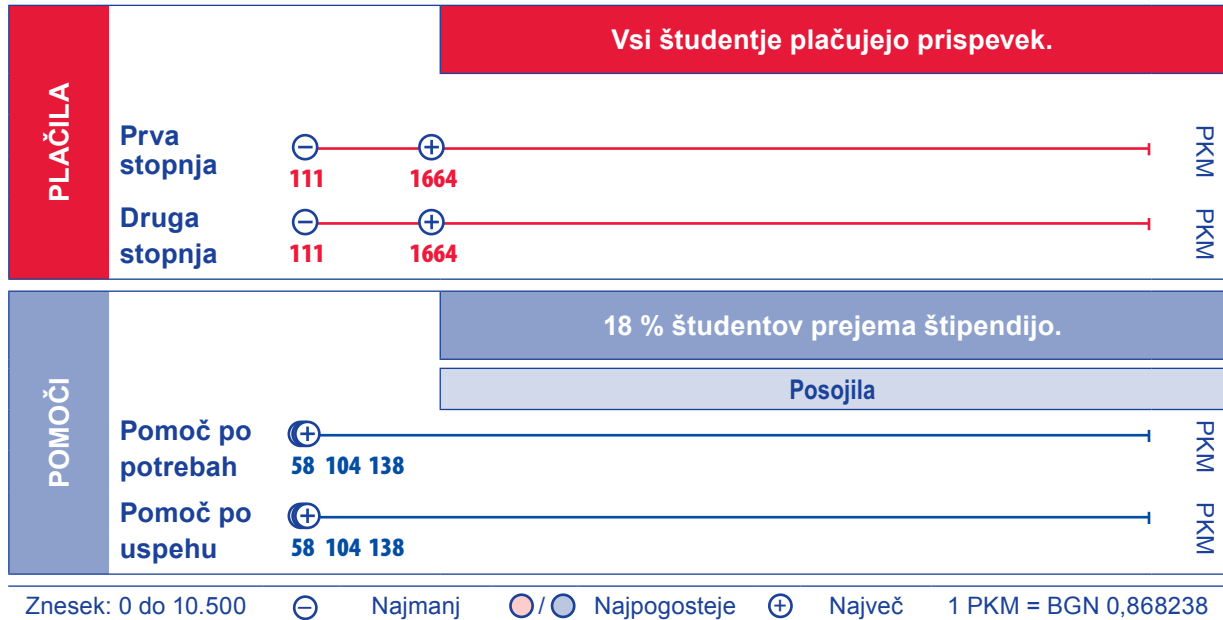 PLAČILA
Vsi študentje plačujejo prispevek.
Prva
stopnja
111 1664
PKM
Druga
stopnja
111 1664
PKM
POMOČI
18 % študentov prejema štipendijo.
Posojila
Pomoč po
potrebah
58 104 138
PKM
Pomoč po
uspehu
58 104 138
PKM
Znesek: 0 do 10.500 Najmanj / Najpogosteje Največ 1 PKM = BGN 0,868238